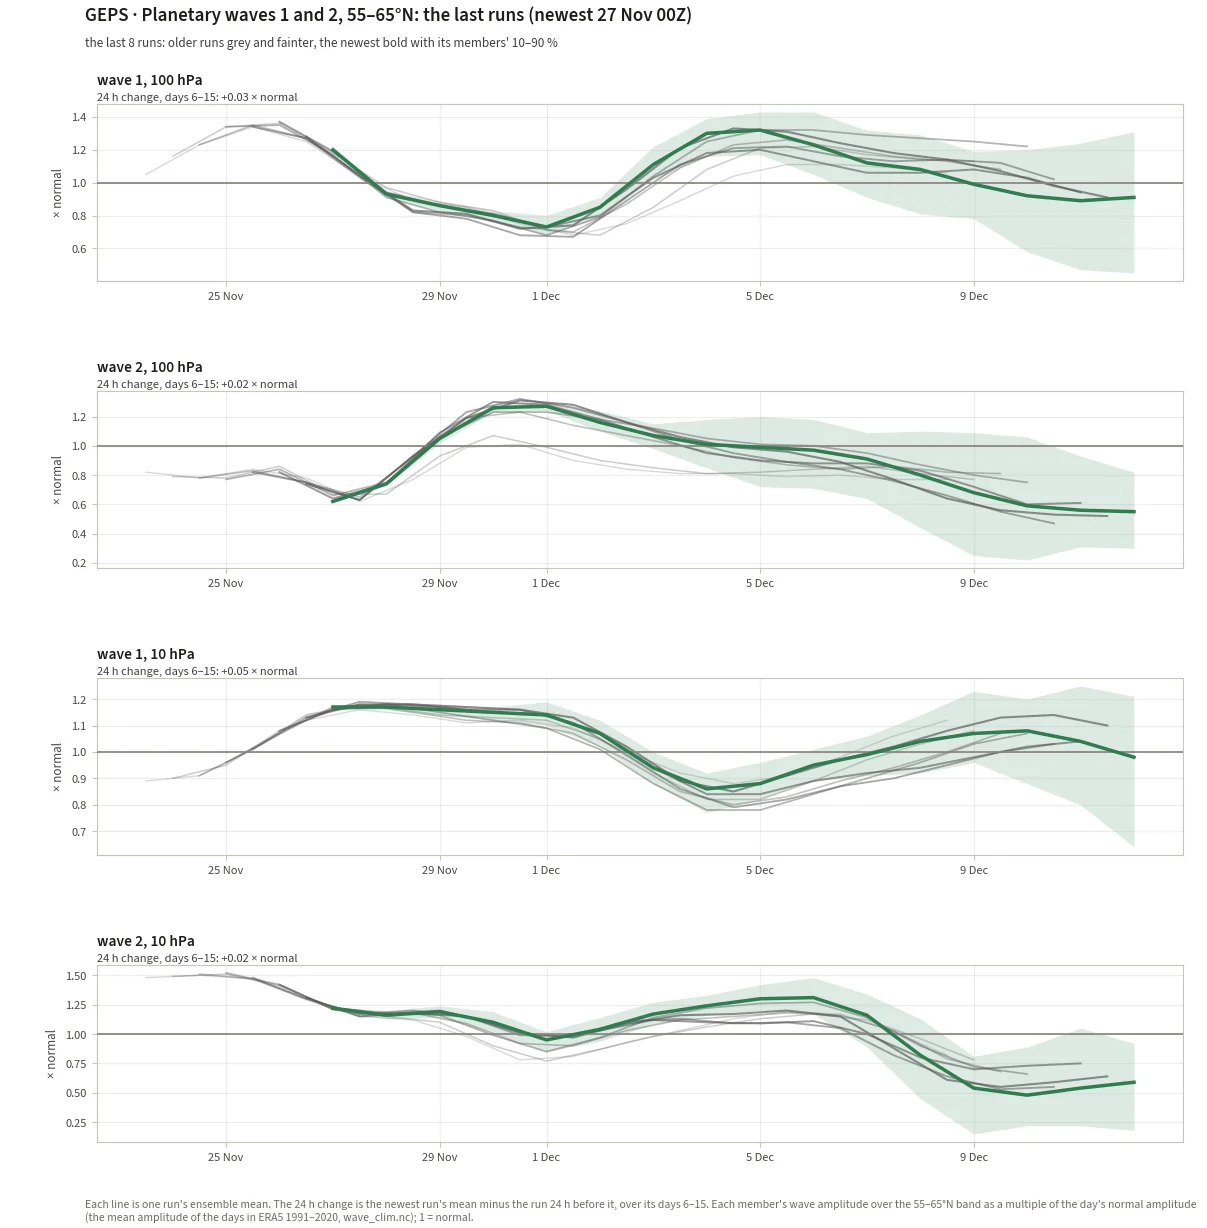 GEPS · Planetary waves 1 and 2, 55–65°N: the last runs (newest 27 Nov 00Z)
the last 8 runs: older runs grey and fainter, the newest bold with its members' 10–90 %
wave 1, 100 hPa
24 h change, days 6–15: +0.03 × normal
1.4
1.2
1.0
0.8
0.6
× normal
25 Nov
29 Nov
1 Dec
5 Dec
9 Dec
wave 2, 100 hPa
24 h change, days 6–15: +0.02 × normal
1.2
1.0
0.8
0.6
0.4
0.2
× normal
25 Nov
29 Nov
1 Dec
5 Dec
9 Dec
wave 1, 10 hPa
24 h change, days 6–15: +0.05 × normal
1.2
1.1
1.0
0.9
0.8
0.7
× normal
25 Nov
29 Nov
1 Dec
5 Dec
9 Dec
wave 2, 10 hPa
24 h change, days 6–15: +0.02 × normal
1.50
1.25
1.00
0.75
0.50
0.25
× normal
25 Nov
29 Nov
1 Dec
5 Dec
9 Dec
Each line is one run's ensemble mean. The 24 h change is the newest run's mean minus the run 24 h before it, over its days 6–15. Each member's wave amplitude over the 55–65°N band as a multiple of the day's normal amplitude
(the mean amplitude of the days in ERA5 1991–2020, wave_clim.nc); 1 = normal.